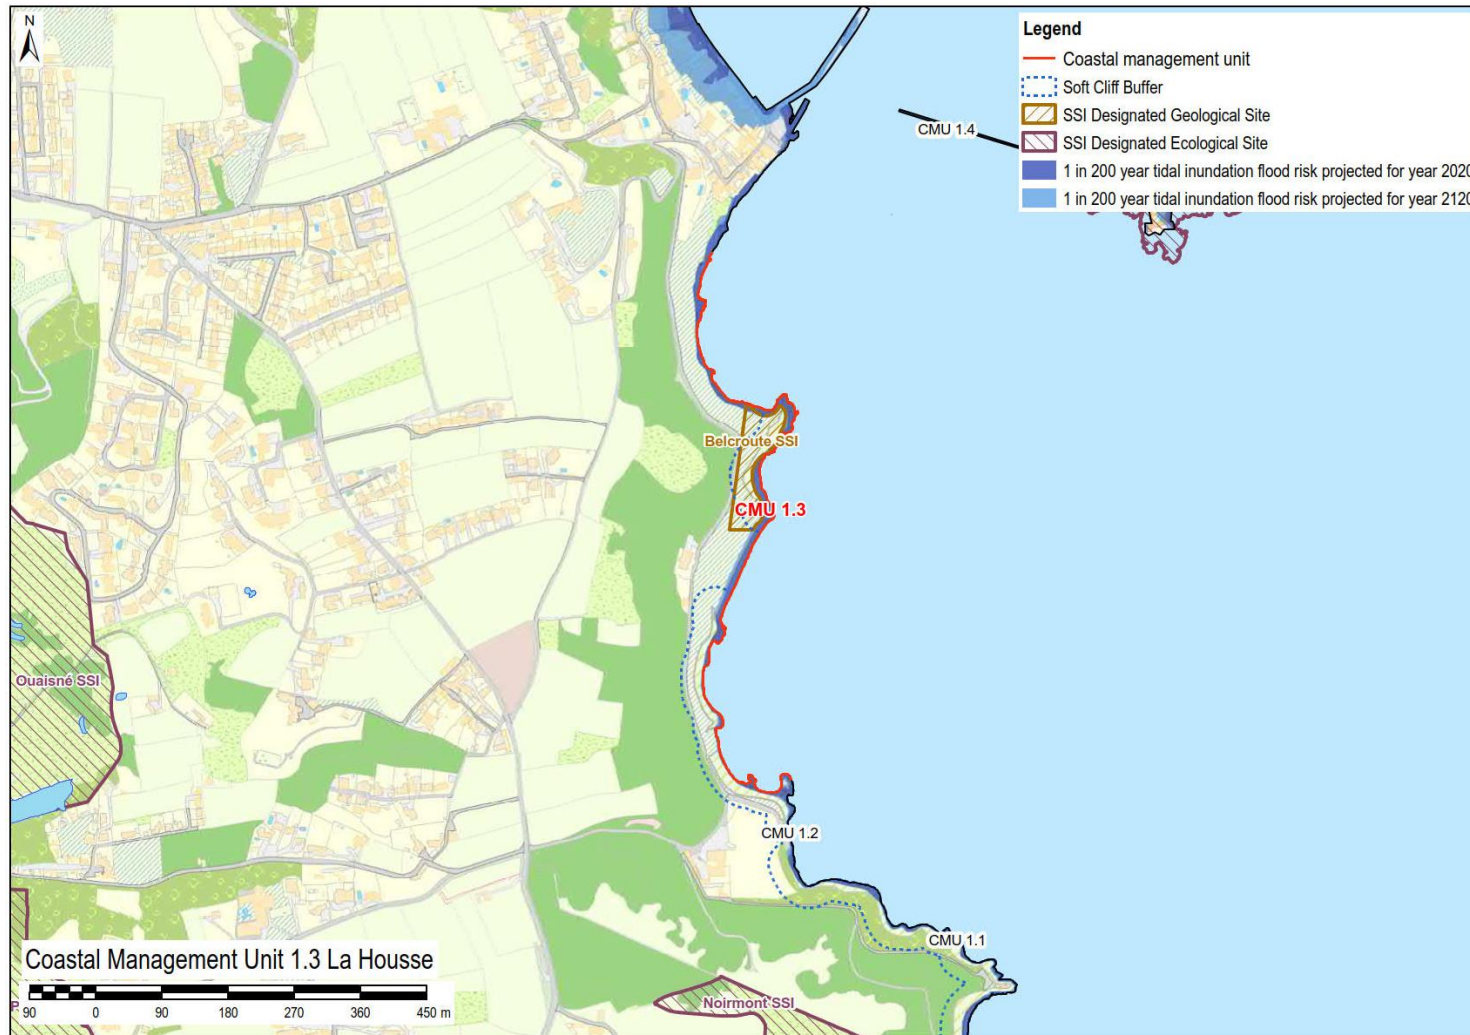 N
Legend
Coastal management unit
Soft Cliff Buffer
SSI Designated Geological Site
SSI Designated Ecological Site
1 in 200 year tidal inundation flood risk projected for year 2020
1 in 200 year tidal inundation flood risk projected for year 2120
CMU 1.4
Belcroute SSI
CMU 1.3
Ouaisné SSI
CMU 1.2
CMU 1.1
Noirmont SSI
Coastal Management Unit 1.3 La Housse
90 0 90 180 270 360 450 m